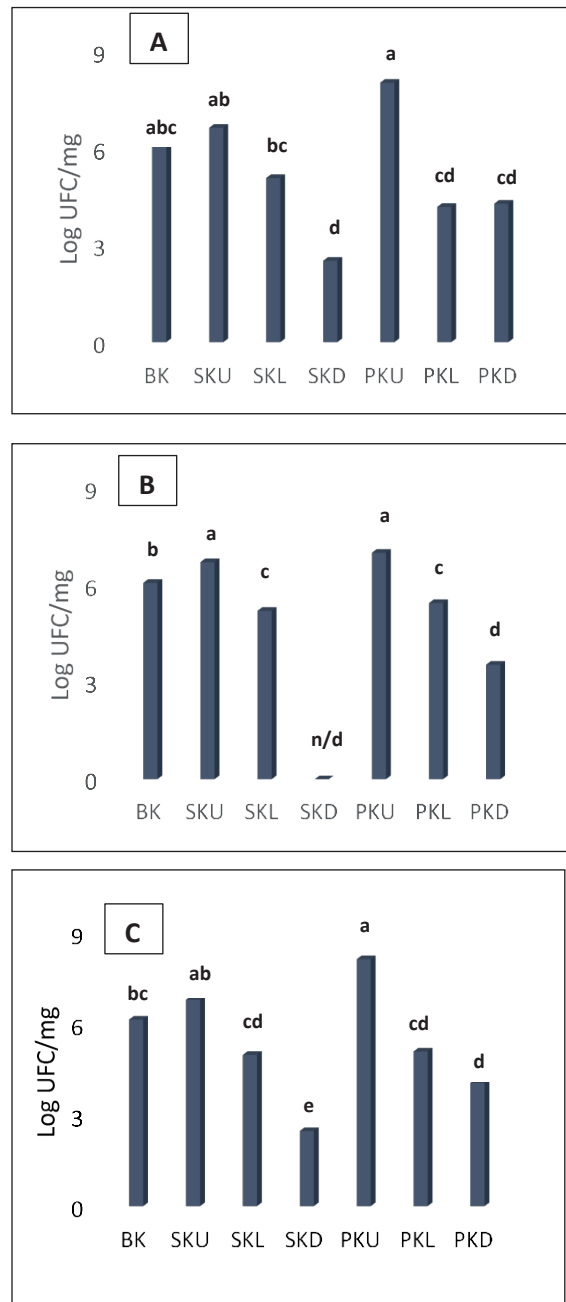 A
9
a
ab
abc
6
bc
cd cd
d
3
0
Log UFC/mg
BK SKU SKL SKD PKU PKL PKD
B
9
a
a
b
6
c
c
d
3
n/d
0
Log UFC/mg
BK SKU SKL SKD PKU PKL PKD
C
9
a
ab
bc
6
cd
cd
d
3
e
0
Log UFC/mg
BK SKU SKL SKD PKU PKL PKD